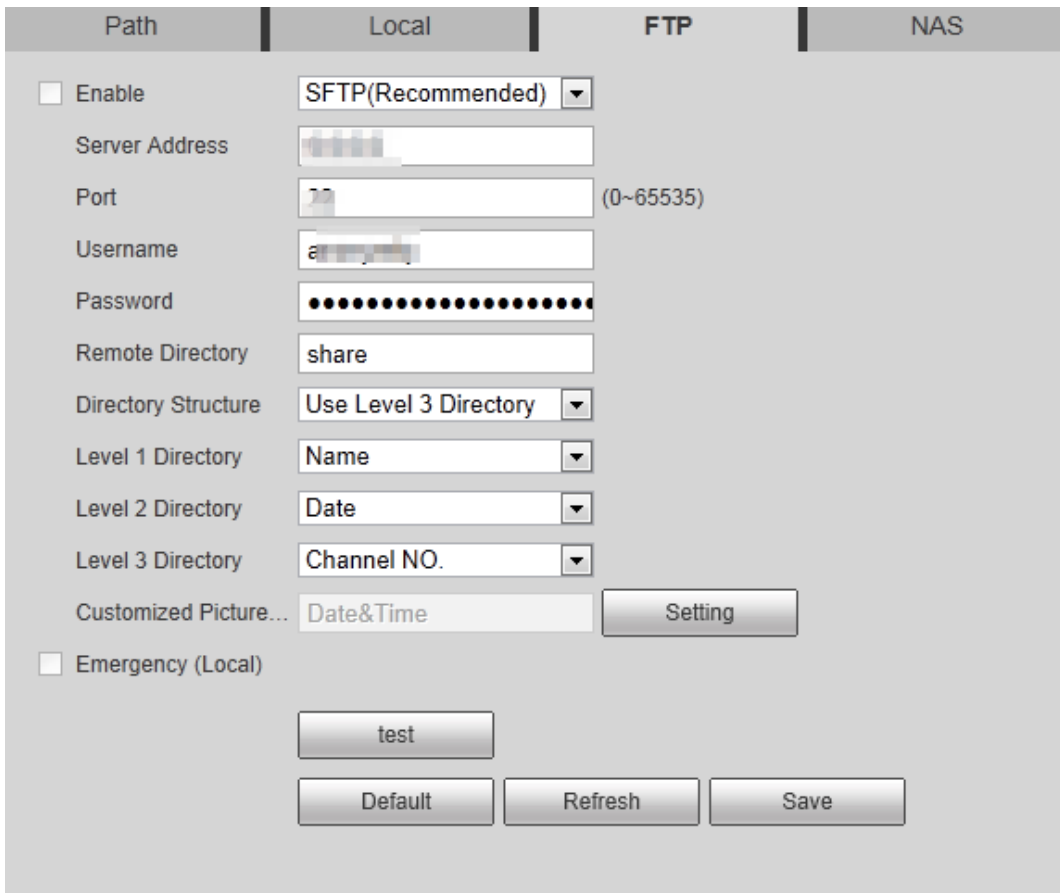 Path Local FTP NAS
Enable SFTP(Recommended)
Server Address
Port (0~65535)
Username
Password ●●●●●●●●●●●●●●●●●●●●
Remote Directory share
Directory Structure Use Level 3 Directory
Level 1 Directory Name
Level 2 Directory Date
Level 3 Directory Channel NO.
Customized Picture... Date&Time Setting
Emergency (Local)
test
Default Refresh Save